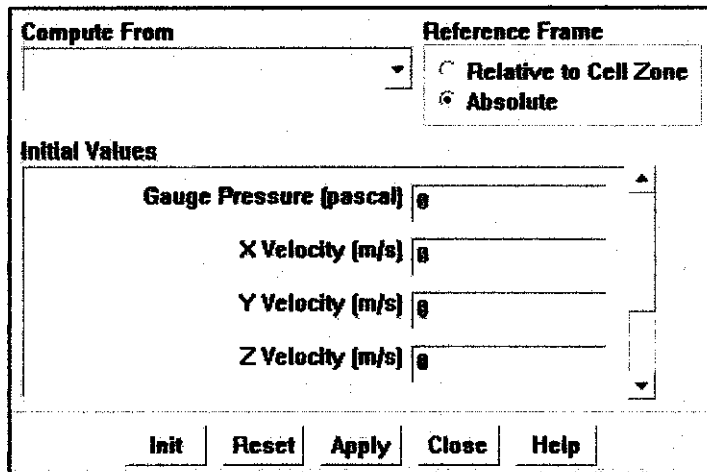 Compute From
Reference Frame
Relative to Cell Zone
Absolute
Initial Values
Gauge Pressure (pascal) 0
X Velocity (m/s) 0
Y Velocity (m/s) 0
Z Velocity (m/s) 0
Init Reset Apply Close Help